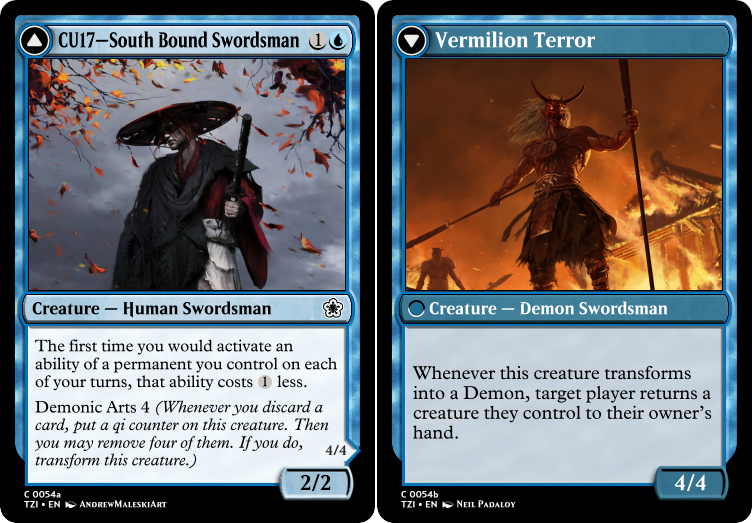 CU17—South Bound Swordsman 1
Creature — Human Swordsman
The first time you would activate an
ability of a permanent you control on each
of your turns, that ability costs 1 less.
Demonic Arts 4 (Whenever you discard a
card, put a qi counter on this creature. Then
you may remove four of them. If you do,
transform this creature.)
4/4
2/2
C 0054a
TZI • EN AndrewMaleskiArt
Vermilion Terror
Creature — Demon Swordsman
Whenever this creature transforms
into a Demon, target player returns a
creature they control to their owner's
hand.
4/4
C 0054b
TZI • EN Neil Padaloy